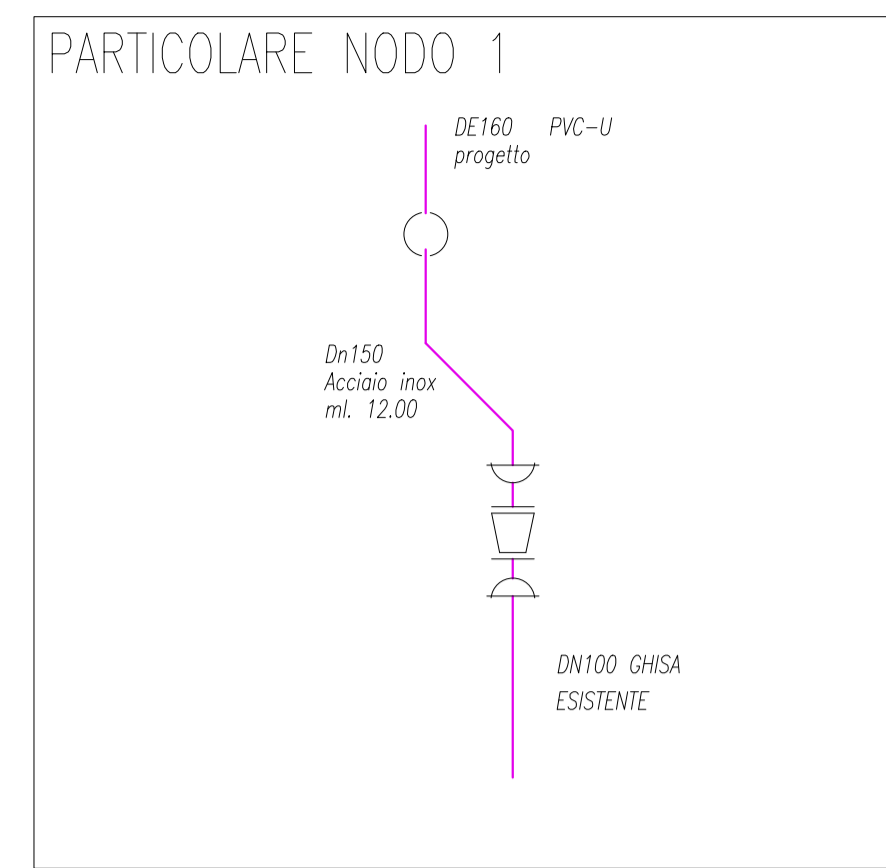 PARTICOLARE NODO 1
DE160 PVC-U
progetto
Dn150
Acciaio inox
ml. 12.00
DN100 GHISA
ESISTENTE